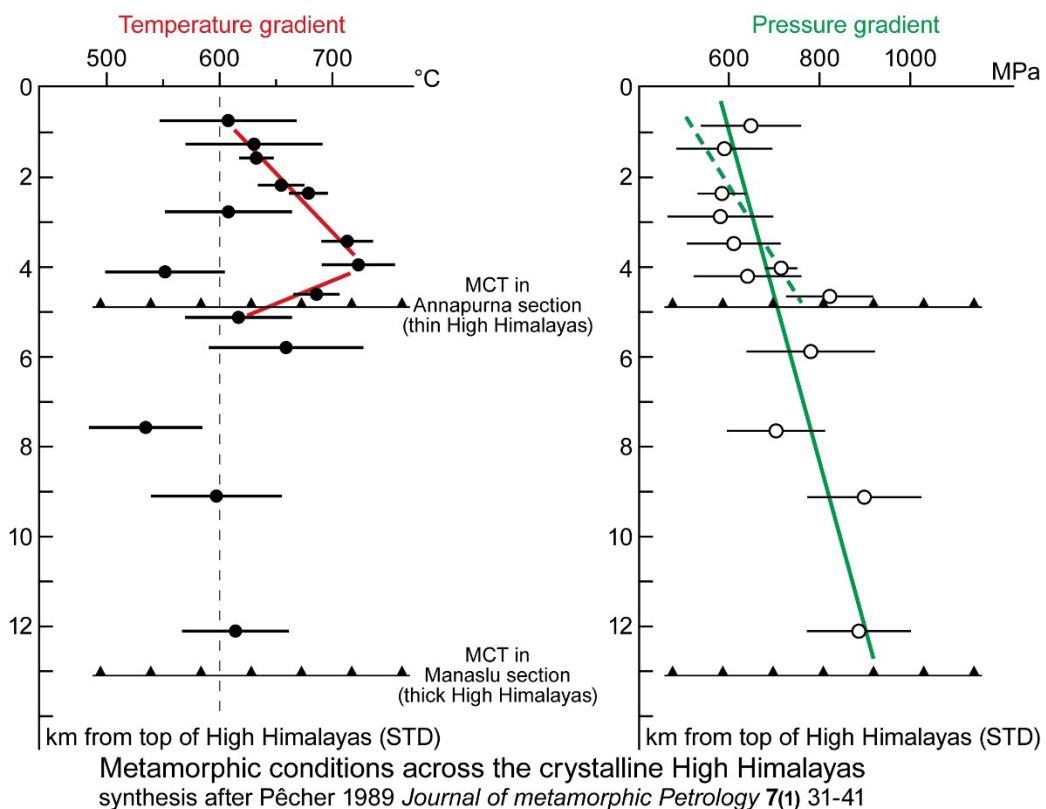 Temperature gradient
500 600 700
°C
0
2
4
6
8
10
12
MCT in
Annapurna section
(thin High Himalayas)
MCT in
Manaslu section
(thick High Himalayas)
km from top of High Himalayas (STD)
Pressure gradient
600 800 1000
MPa
0
2
4
6
8
10
12
km from top of High Himalayas (STD)
Metamorphic conditions across the crystalline High Himalayas
synthesis after Pêcher 1989 Journal of metamorphic Petrology 7(1) 31-41